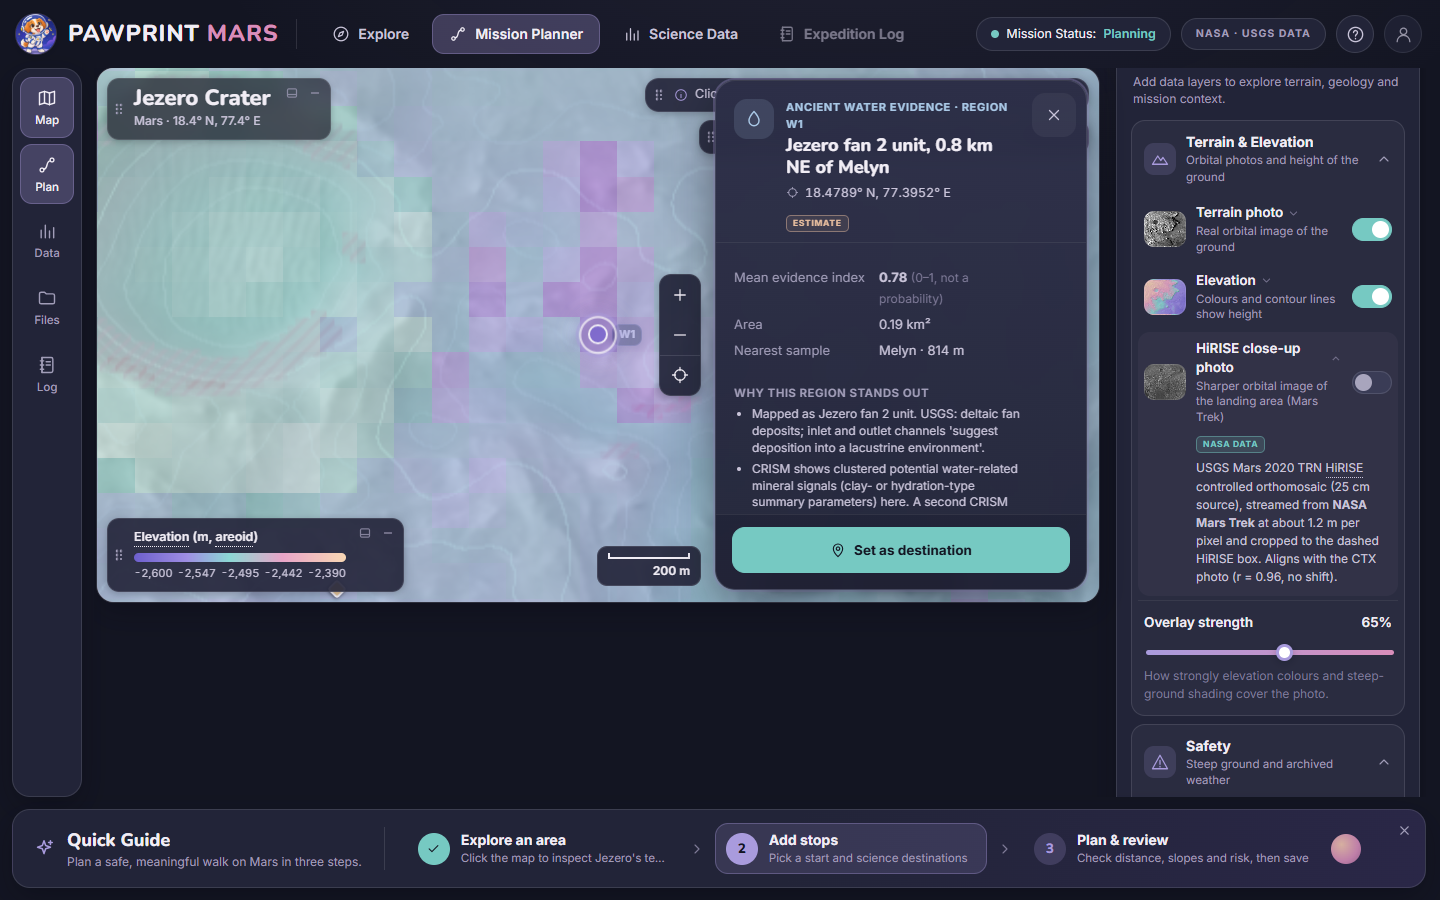 PAWPRINT MARS
Explore
Mission Planner
Science Data
Expedition Log
Mission Status: Planning
NASA · USGS DATA
Map
Plan
Data
Files
Log
Jezero Crater
Mars · 18.4° N, 77.4° E
Clic
ANCIENT WATER EVIDENCE · REGION
W1
Jezero fan 2 unit, 0.8 km
NE of Melyn
18.4789° N, 77.3952° E
ESTIMATE
Mean evidence index 0.78 (0–1, not a
probability)
Area 0.19 km²
Nearest sample Melyn · 814 m
WHY THIS REGION STANDS OUT
• Mapped as Jezero fan 2 unit. USGS: deltaic fan
deposits; inlet and outlet channels 'suggest
deposition into a lacustrine environment'.
• CRISM shows clustered potential water-related
mineral signals (clay- or hydration-type
summary parameters) here. A second CRISM
Set as destination
W1
Elevation (m, areoid)
-2,600 -2,547 -2,495 -2,442 -2,390
200 m
Add data layers to explore terrain, geology and
mission context.
Terrain & Elevation
Orbital photos and height of the
ground
Terrain photo
Real orbital image of the
ground
Elevation
Colours and contour lines
show height
HiRISE close-up
photo
Sharper orbital image of
the landing area (Mars
Trek)
NASA DATA
USGS Mars 2020 TRN HiRISE
controlled orthomosaic (25 cm
source), streamed from NASA
Mars Trek at about 1.2 m per
pixel and cropped to the dashed
HiRISE box. Aligns with the CTX
photo (r = 0.96, no shift).
Overlay strength 65%
How strongly elevation colours and steep-
ground shading cover the photo.
Safety
Steep ground and archived
weather
Quick Guide
Plan a safe, meaningful walk on Mars in three steps.
Explore an area
Click the map to inspect Jezero's te...
2
Add stops
Pick a start and science destinations
3
Plan & review
Check distance, slopes and risk, then save